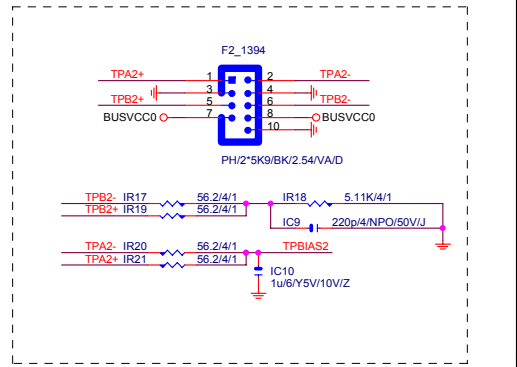 F2_1394
TPA2+ 1 2 TPA2-
3 4
TPB2+ 5 6 TPB2-
BUSVCC0 7 8 BUSVCC0
10
PH/2*5K9/BK/2.54/VA/D
TPB2- IR17 56.2/4/1 IR18 5.11K/4/1
TPB2+ IR19 56.2/4/1
IC9 220p/4/NPO/50V/J
TPA2- IR20 56.2/4/1 TPBIAS2
TPA2+ IR21 56.2/4/1
IC10
1u/6/Y5V/10V/Z